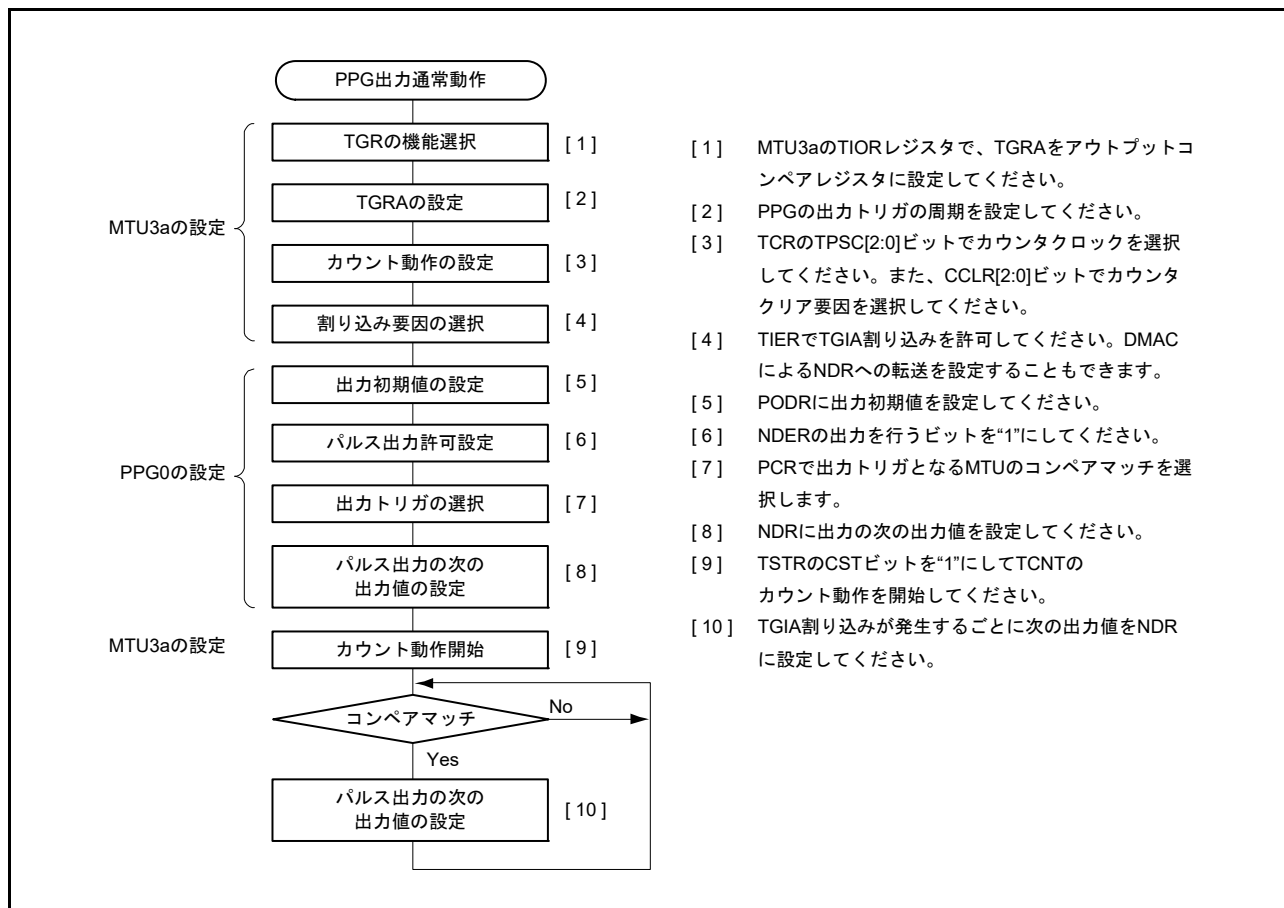 PPG出力通常動作
MTU3aの設定
TGRの機能選択
[ 1 ]
TGRAの設定
[ 2 ]
カウント動作の設定
[ 3 ]
割り込み要因の選択
[ 4 ]
PPG0の設定
出力初期値の設定
[ 5 ]
パルス出力許可設定
[ 6 ]
出力トリガの選択
[ 7 ]
パルス出力の次の
出力値の設定
[ 8 ]
MTU3aの設定
カウント動作開始
[ 9 ]
コンペアマッチ
No
Yes
パルス出力の次の
出力値の設定
[ 10 ]
[ 1 ] MTU3aのTIORレジスタで、TGRAをアウトプットコ
ンペアレジスタに設定してください。
[ 2 ] PPGの出力トリガの周期を設定してください。
[ 3 ] TCRのTPSC[2:0]ビットでカウンタクロックを選択
してください。また、CCLR[2:0]ビットでカウンタ
クリア要因を選択してください。
[ 4 ] TIERでTGIA割り込みを許可してください。DMAC
によるNDRへの転送を設定することもできます。
[ 5 ] PODRに出力初期値を設定してください。
[ 6 ] NDERの出力を行うビットを“1”にしてください。
[ 7 ] PCRで出力トリガとなるMTUのコンペアマッチを選
択します。
[ 8 ] NDRに出力の次の出力値を設定してください。
[ 9 ] TSTRのCSTビットを“1”にしてTCNTの
カウント動作を開始してください。
[ 10 ] TGIA割り込みが発生するごとに次の出力値をNDR
に設定してください。